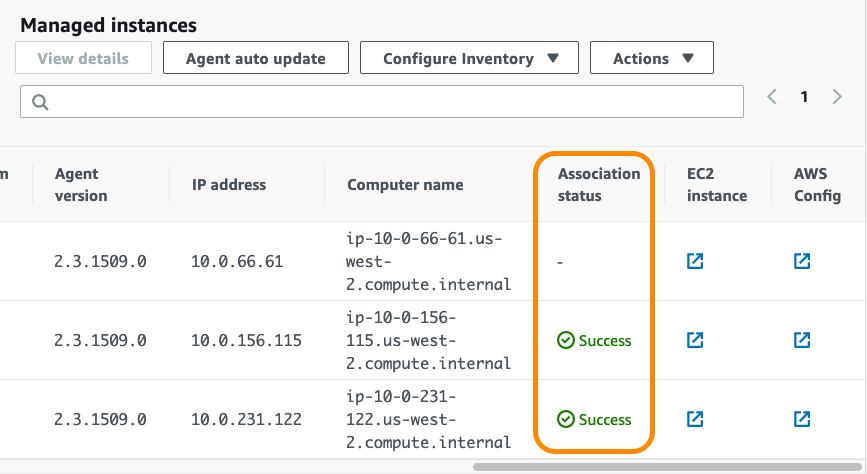 Managed instances
View details Agent auto update Configure Inventory Actions
1
m Agent version IP address Computer name Association status EC2 instance AWS Config
2.3.1509.0 10.0.66.61 ip-10-0-66-61.us-west-2.compute.internal -
2.3.1509.0 10.0.156.115 ip-10-0-156-115.us-west-2.compute.internal Success
2.3.1509.0 10.0.231.122 ip-10-0-231-122.us-west-2.compute.internal Success